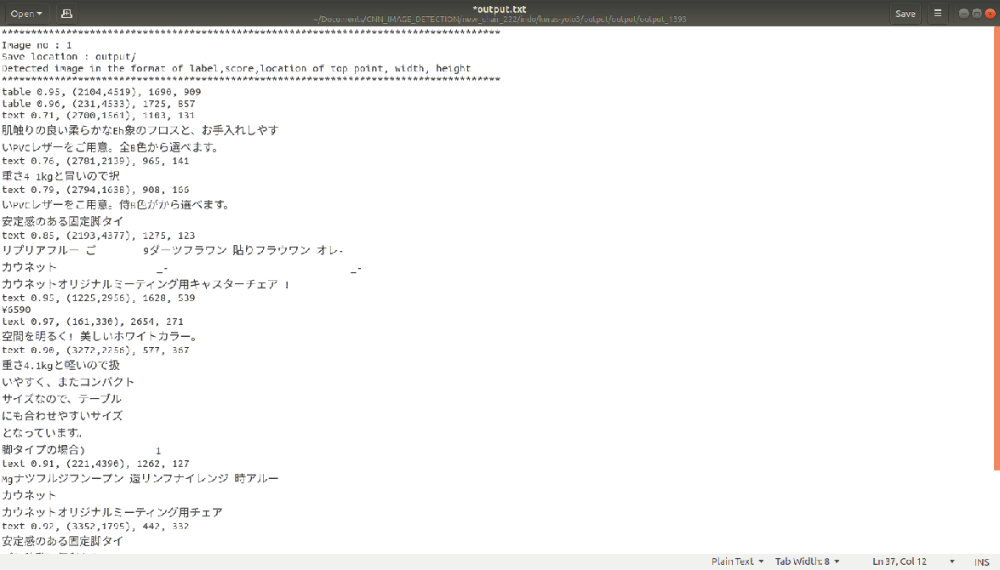 Open
*output.txt
~/Documents/CNN_IMAGE_DETECTION/new_chan_222/indo/keras-yolo3/output/output/output_1393
Save
*************************************************************************************
Image no : 1
Save location : output/
Detected image in the format of label,score,location of top point, width, height
*************************************************************************************
table 0.95, (2104,4519), 1690, 909
table 0.96, (231,4533), 1725, 857
text 0.71, (2700,1561), 1103, 131
肌触りの良い柔らかなEh象のフロスと、お手入れしやす
いPVCレザーをご用意。全8色から選べます。
text 0.76, (2781,2139), 965, 141
重さ4 1kgと冐いので択
text 0.79, (2794,1638), 908, 166
いPVCレザーをこ用意。侍8色がから選べます。
安定感のある固定脚タイ
text 0.85, (2193,4377), 1275, 123
リプリアフルー ご 9ダーツフラワン 貼りフラウワン オレ-
カウネット _- _-
カウネットオリジナルミーティング用キャスターチェア !
text 0.95, (1225,2956), 1628, 539
¥6590
text 0.97, (161,330), 2654, 271
空間を明るく! 美しいホワイトカラー。
text 0.90, (3272,2256), 577, 367
重さ4.1kgと軽いので扱
いやすく、またコンパクト
サイズなので、テーブル
にも合わせやすいサイズ
となっています。
脚タイプの場合) 1
text 0.91, (221,4390), 1262, 127
Mgナツフルジフンープン 還リンフナイレンジ 時アルー
カウネット
カウネットオリジナルミーティング用チェア
text 0.92, (3352,1795), 442, 332
安定感のある固定脚タイ
Plain Text
Tab Width: 8
Ln 37, Col 12
INS